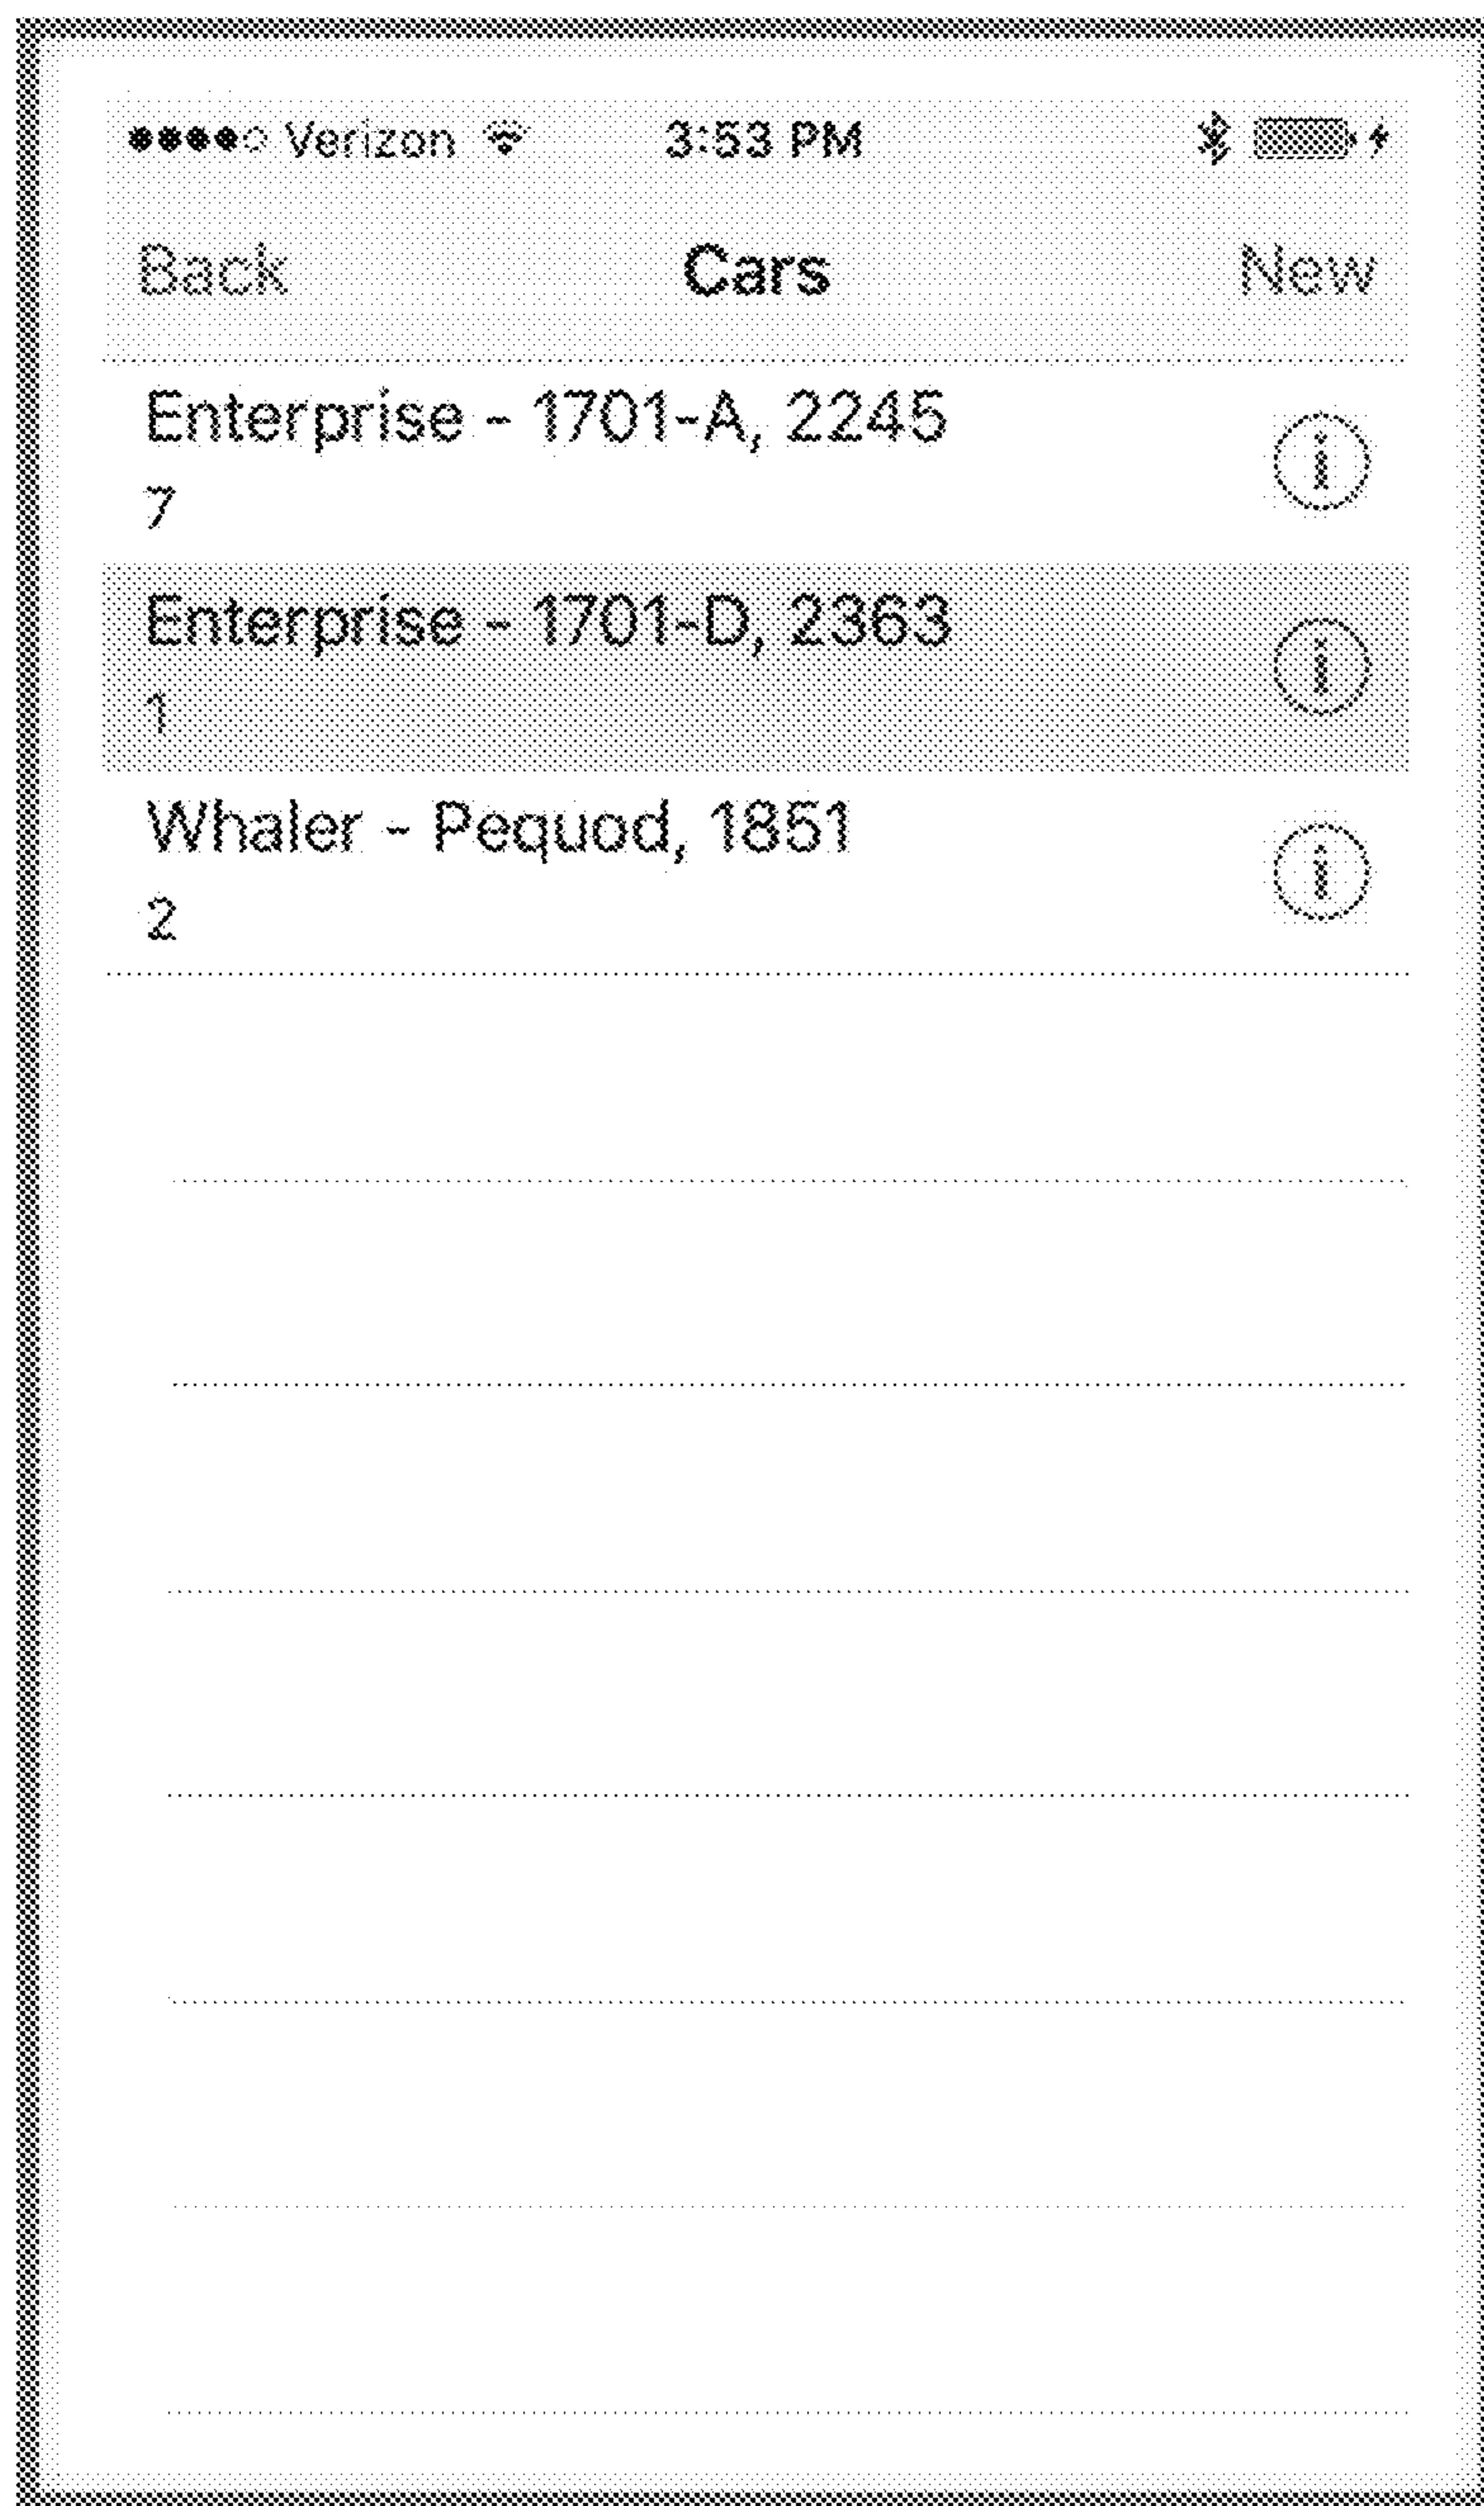 Verizon 3:53 PM
Back Cars New
Enterprise - 1701-A, 2245
7
Enterprise - 1701-D, 2363
1
Whaler - Pequod, 1851
2